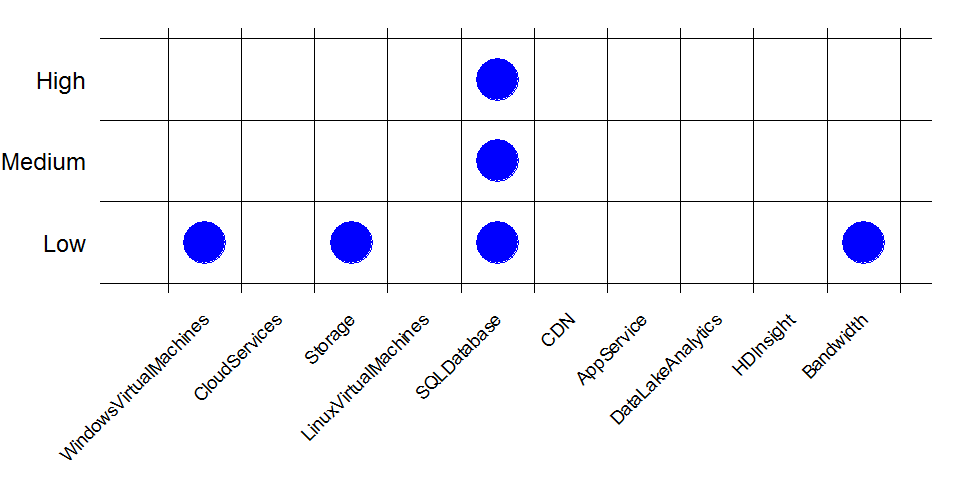 High
Medium
Low
WindowsVirtualMachines
CloudServices
Storage
LinuxVirtualMachines
SQLDatabase
CDN
AppService
DataLakeAnalytics
HDInsight
Bandwidth